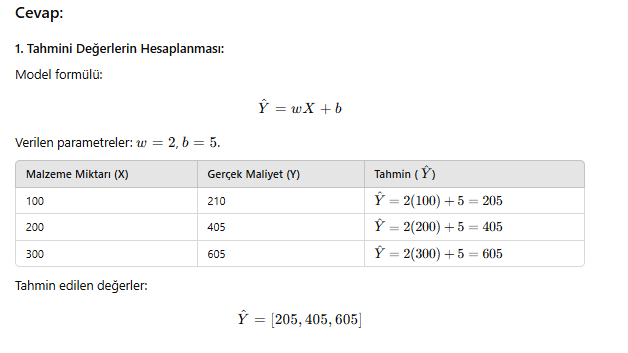 Cevap:
1. Tahmini Değerlerin Hesaplanması:
Model formülü:
Ŷ = wX + b
Verilen parametreler: w = 2, b = 5.
Malzeme Miktarı (X) Gerçek Maliyet (Y) Tahmin ( Ŷ)
100 210 Ŷ = 2(100) + 5 = 205
200 405 Ŷ = 2(200) + 5 = 405
300 605 Ŷ = 2(300) + 5 = 605
Tahmin edilen değerler:
Ŷ = [205, 405, 605]